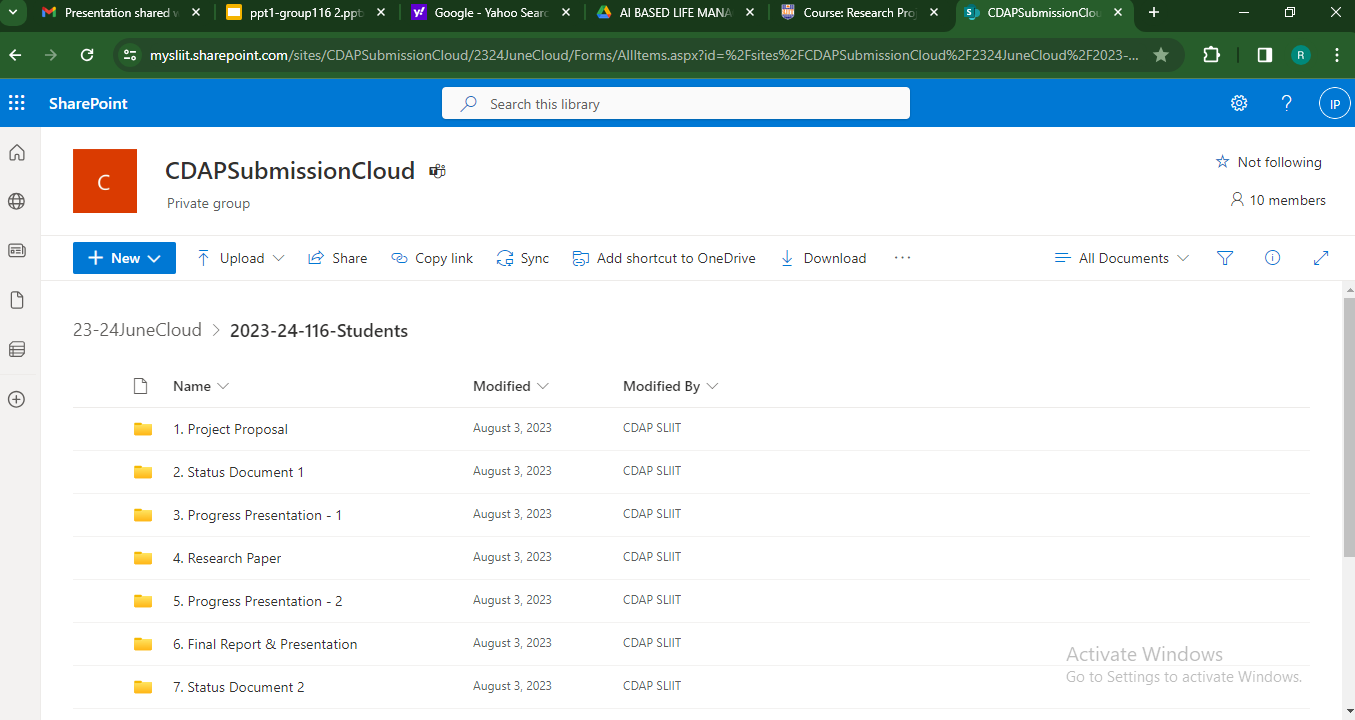 Presentation shared w
ppt1-group116 2.ppt
Google - Yahoo Sear
AI BASED LIFE MANA
Course: Research Pro
CDAPSubmissionClou
mysliit.sharepoint.com/sites/CDAPSubmissionCloud/2324JuneCloud/Forms/AllItems.aspx?id=%2Fsites%2FCDAPSubmissionCloud%2F2324JuneCloud%2F2023-...
R
SharePoint
Search this library
IP
C
CDAPSubmissionCloud
Private group
Not following
10 members
New
Upload
Share
Copy link
Sync
Add shortcut to OneDrive
Download
...
All Documents
23-24JuneCloud > 2023-24-116-Students
Name Modified Modified By
1. Project Proposal August 3, 2023 CDAP SLIIT
2. Status Document 1 August 3, 2023 CDAP SLIIT
3. Progress Presentation - 1 August 3, 2023 CDAP SLIIT
4. Research Paper August 3, 2023 CDAP SLIIT
5. Progress Presentation - 2 August 3, 2023 CDAP SLIIT
6. Final Report & Presentation August 3, 2023 CDAP SLIIT
7. Status Document 2 August 3, 2023 CDAP SLIIT
Activate Windows
Go to Settings to activate Windows.